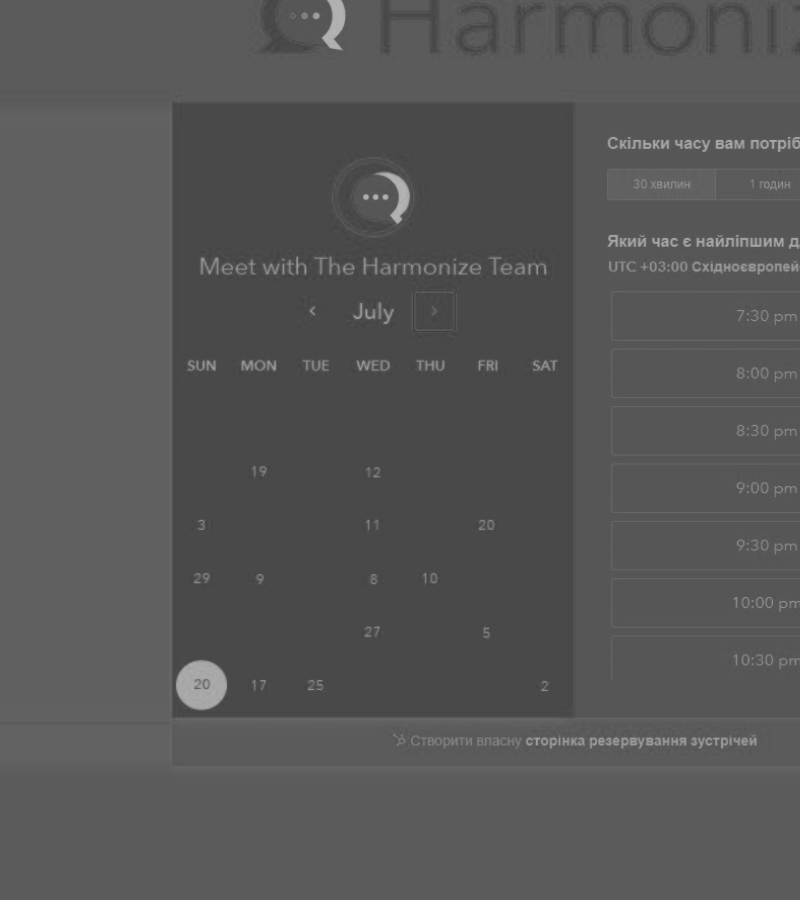 Harmoniz
Meet with The Harmonize Team
July
SUN MON TUE WED THU FRI SAT
19 12
3 11 20
29 9 8 10
27 5
20 17 25 2
Скільки часу вам потріб
30 хвилин 1 годин
Який час є найліпшим д
UTC +03:00 Східноєвропей
7:30 pm
8:00 pm
8:30 pm
9:00 pm
9:30 pm
10:00 pm
10:30 pm
Створити власну сторінка резервування зустрічей